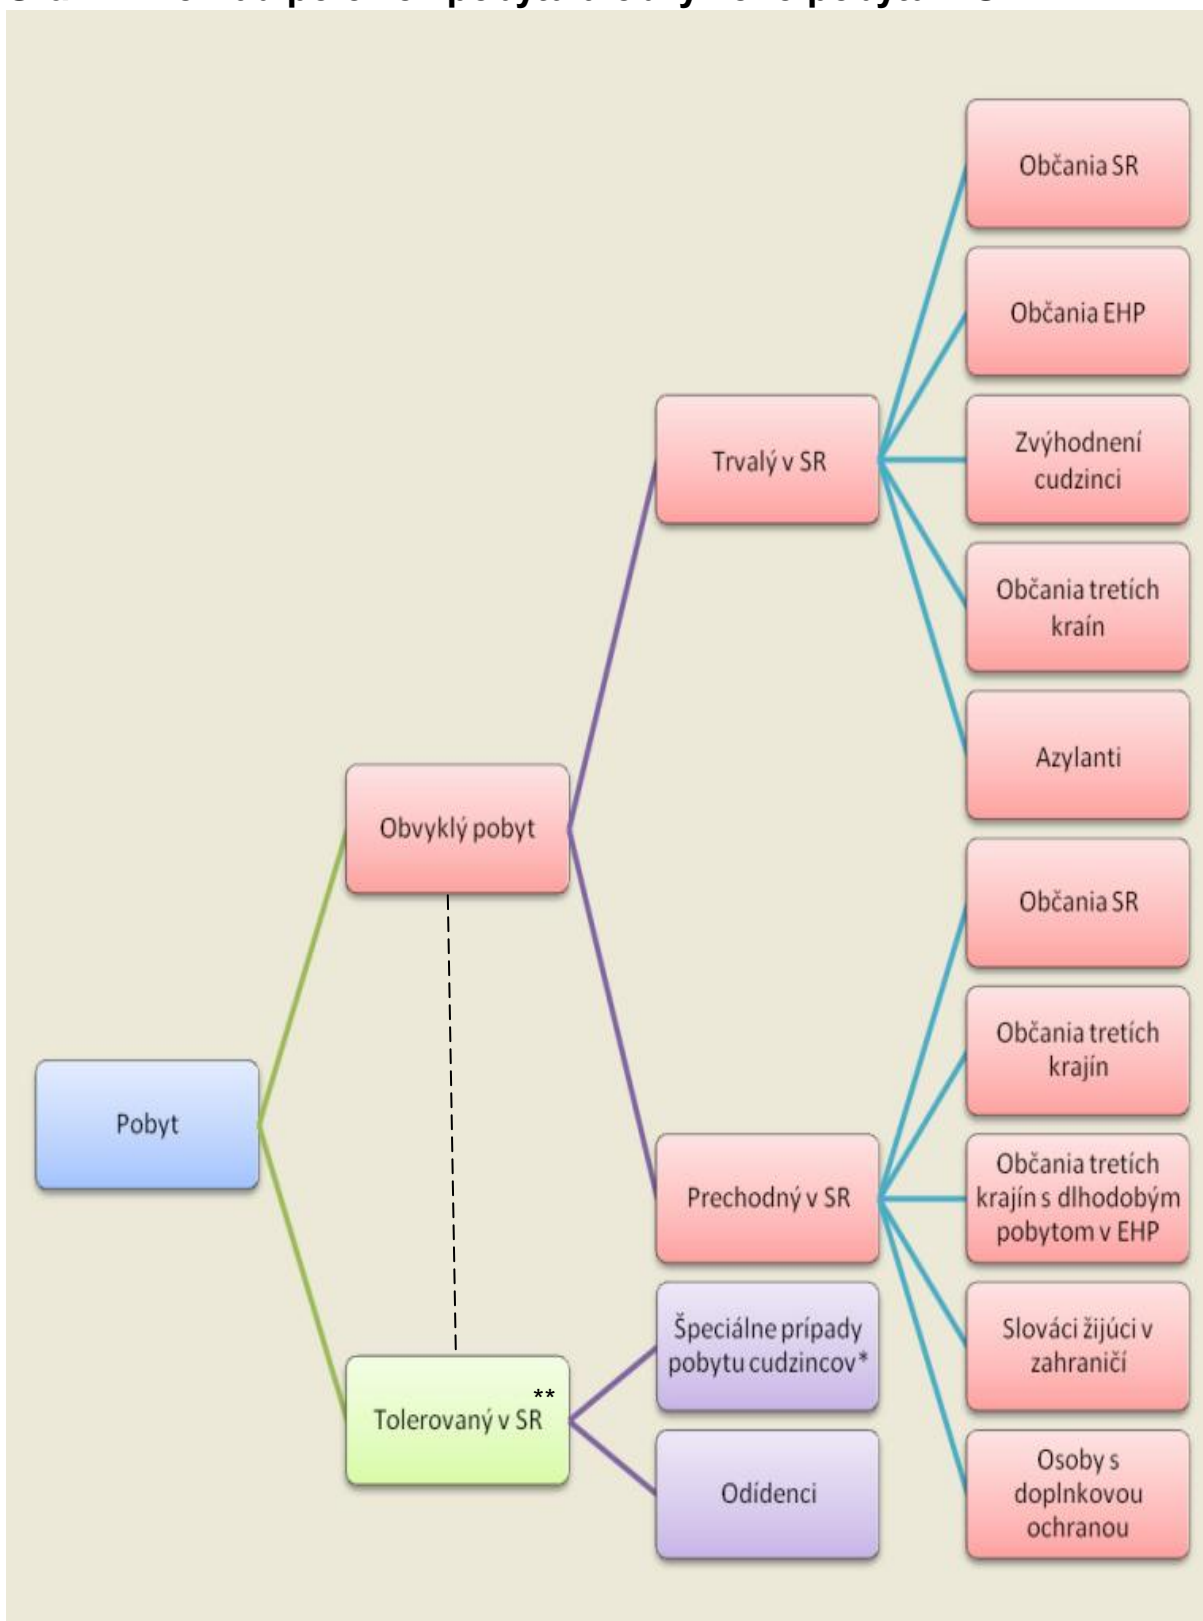 Občania SR
Občania EHP
Trvalý v SR
Zvýhodnení
cudzinci
Občania tretích
kraín
Azylanti
Obvyklý pobyt
Občania SR
Občania tretích
krajín
Pobyt
Prechodný v SR
Občania tretích
krajín s dlhodobým
pobytom v EHP
Špeciálne prípady
pobytu cudzincov*
Slováci žijúci v
zahraničí
Tolerovaný v SR **
Odídenci
Osoby s
doplnkovou
ochranou